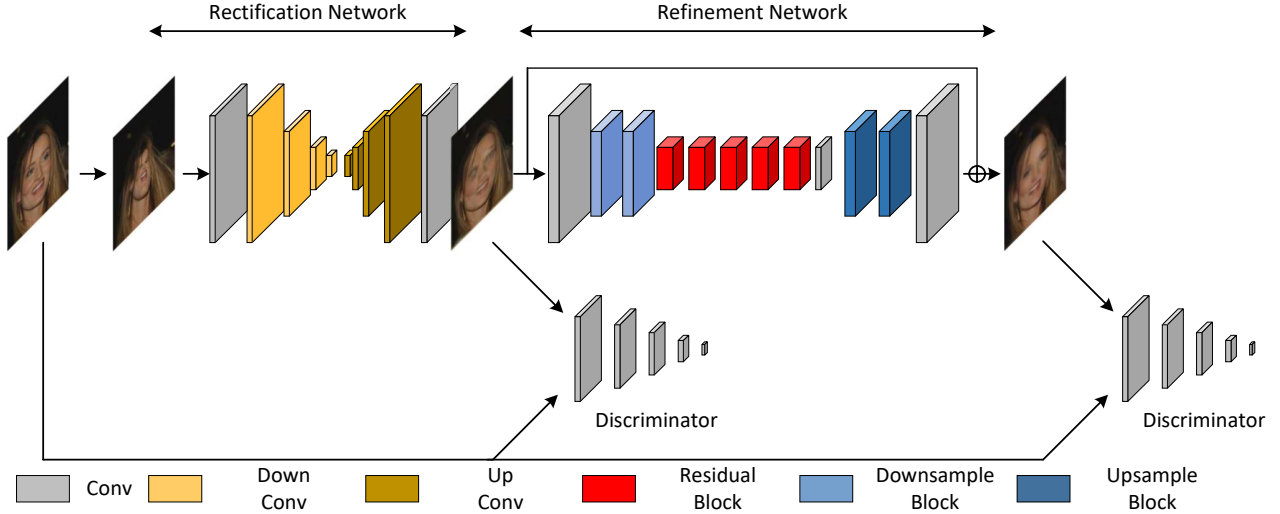 Rectification Network
Refinement Network
Discriminator
Discriminator
Conv
Down
Conv
Up
Conv
Residual
Block
Downsample
Block
Upsample
Block